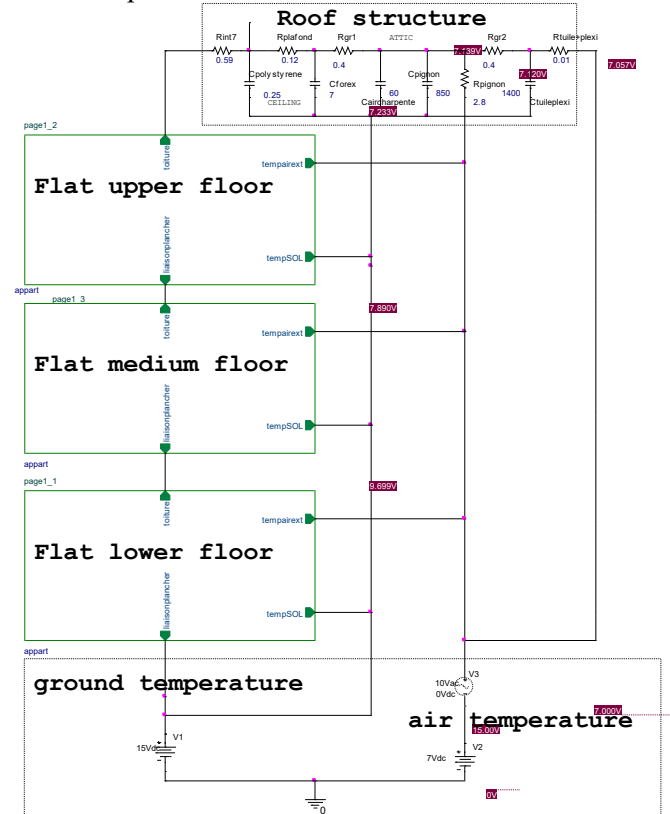 Roof structure
Rint7
Rplafond
Rgr1
ATTIC
Rgr2
Rtuile+plexi
0.59
0.12
0.4
7.139V
0.4
0.01
7.057V
Cpolystyrene
Cforex
Cpignon
7.120V
0.25
7
60
850
Rpignon
1400
CEILING
Caircharpente
2.8
Ctuileplexi
7.233V
page1_2
toiture
tempairext
Flat upper floor
liaisonplancher
tempSOL
appart
page1_3
7.890V
toiture
tempairext
Flat medium floor
liaisonplancher
tempSOL
appart
page1_1
9.699V
toiture
tempairext
Flat lower floor
liaisonplancher
tempSOL
appart
ground temperature
V3
10Vac
0Vdc
air temperature
7.000V
15.00V
V1
15Vdc
V2
7Vdc
0V
0